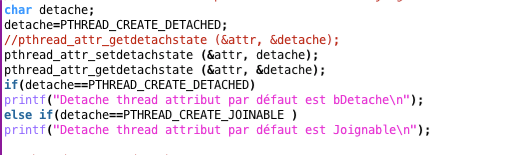 char detache;
detache=PTHREAD_CREATE_DETACHED;
//pthread_attr_getdetachstate (&attr, &detache);
pthread_attr_setdetachstate (&attr, detache);
pthread_attr_getdetachstate (&attr, &detache);
if(detache==PTHREAD_CREATE_DETACHED)
printf("Detache thread attribut par défaut est bDetache\n");
else if(detache==PTHREAD_CREATE_JOINABLE )
printf("Detache thread attribut par défaut est Joignable\n");